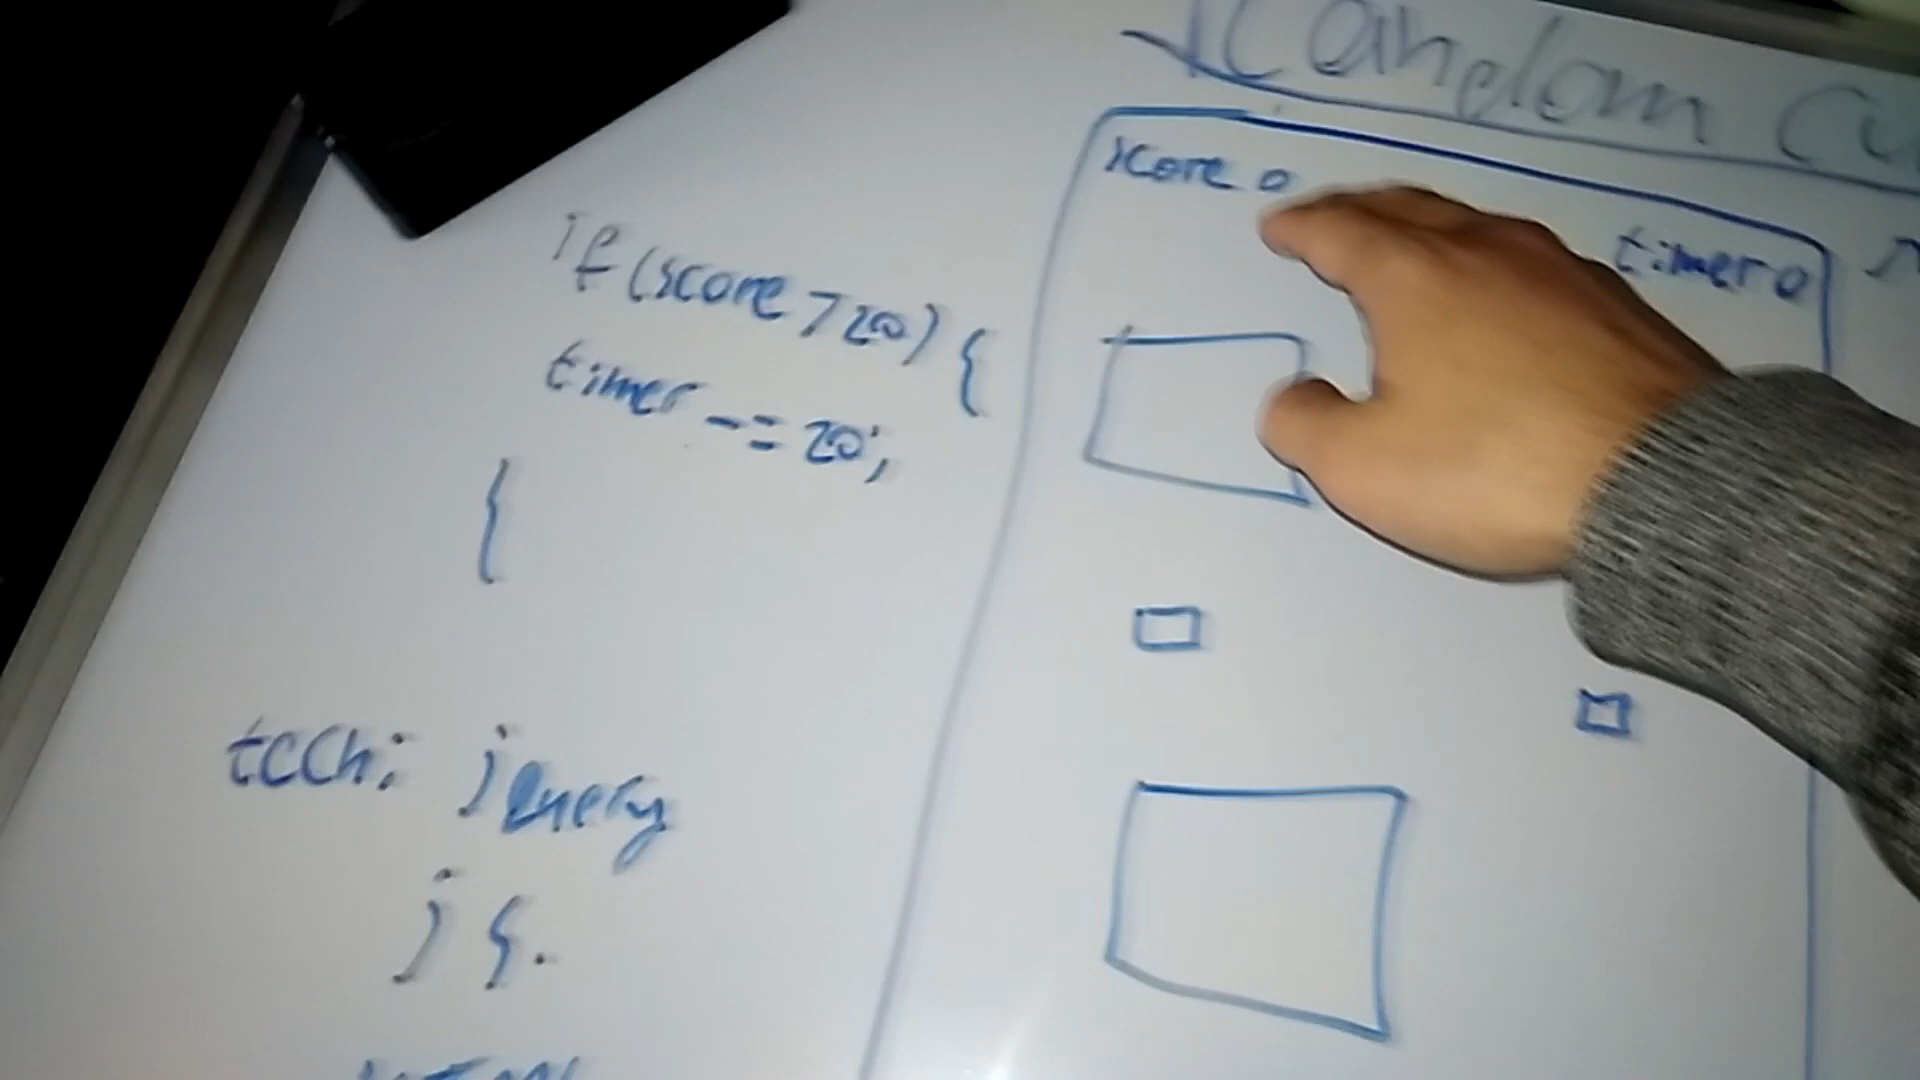 Random
score 0
timer 0
if (score > 20) {
timer -= 20;
{
tech: jQuery
js.